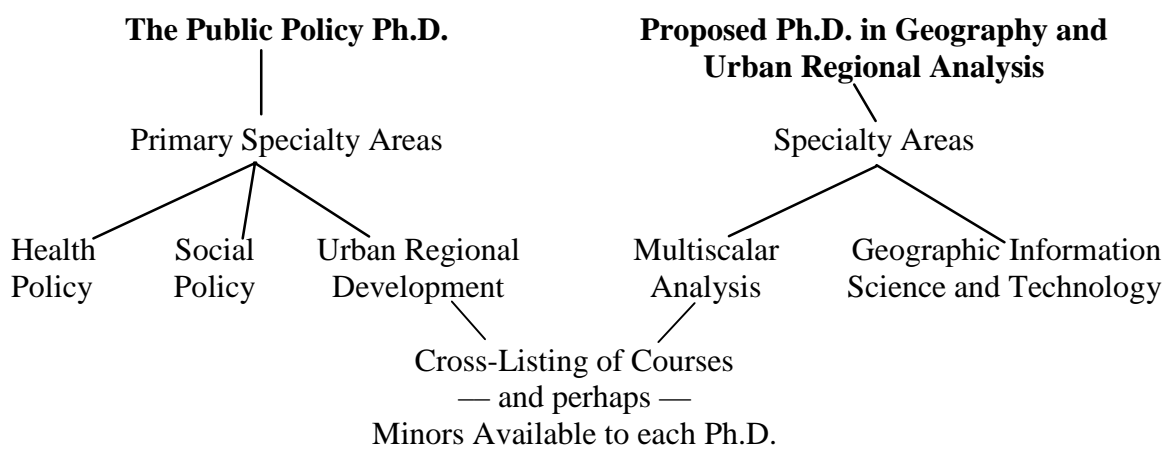 The Public Policy Ph.D.
Proposed Ph.D. in Geography and
Urban Regional Analysis
Primary Specialty Areas
Specialty Areas
Health
Policy
Social
Policy
Urban Regional
Development
Multiscalar
Analysis
Geographic Information
Science and Technology
Cross-Listing of Courses
— and perhaps —
Minors Available to each Ph.D.